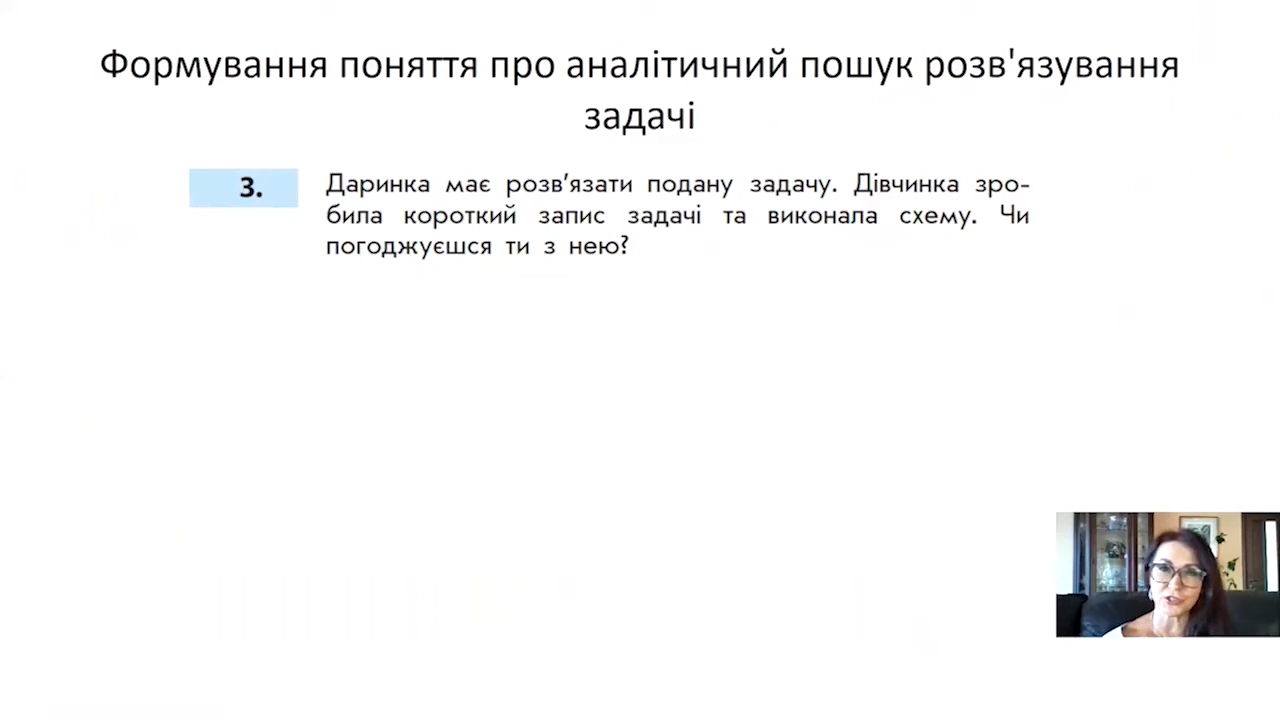 Формування поняття про аналітичний пошук розв'язування
задачі
3. Даринка має розв’язати подану задачу. Дівчинка зро-
била короткий запис задачі та виконала схему. Чи
погоджуєшся ти з нею?